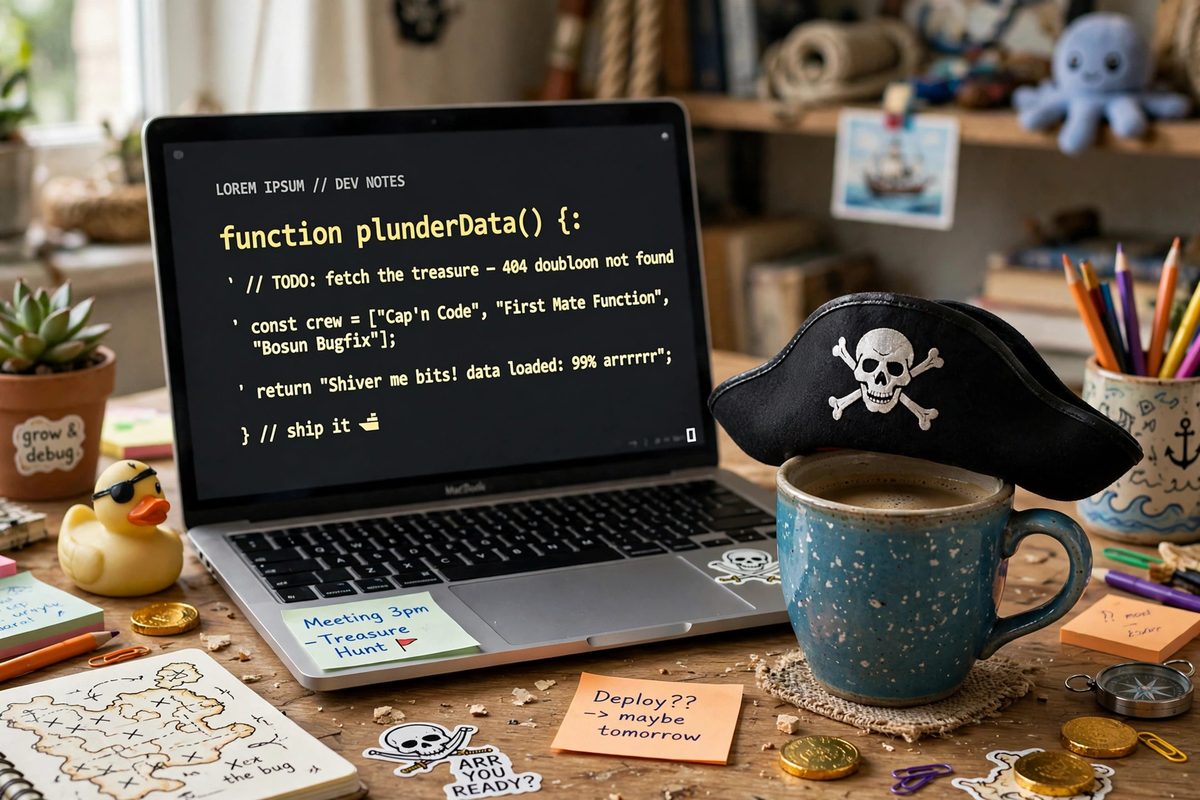 LOREM IPSUM // DEV NOTES
function plunderData() {:
' // TODO: fetch the treasure – 404 doubloon not found
' const crew = ["Cap'n Code", "First Mate Function",
"Bosun Bugfix"];
' return "Shiver me bits! data loaded: 99% arrrrrr";
} // ship it
MacBook
grow &
debug
Meeting 3pm
–Treasure
Hunt
Deploy??
-> maybe
tomorrow
the bug
ARR
YOU
READY?